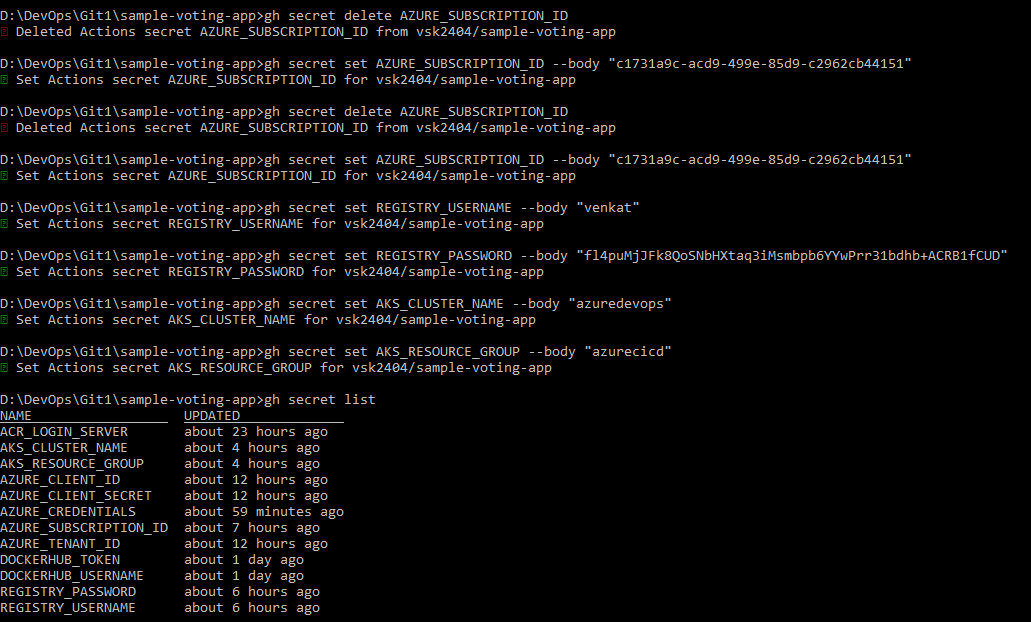 D:\DevOps\Git1\sample-voting-app>gh secret delete AZURE_SUBSCRIPTION_ID
Deleted Actions secret AZURE_SUBSCRIPTION_ID from vsk2404/sample-voting-app
D:\DevOps\Git1\sample-voting-app>gh secret set AZURE_SUBSCRIPTION_ID --body "c1731a9c-acd9-499e-85d9-c2962cb44151"
Set Actions secret AZURE_SUBSCRIPTION_ID for vsk2404/sample-voting-app
D:\DevOps\Git1\sample-voting-app>gh secret delete AZURE_SUBSCRIPTION_ID
Deleted Actions secret AZURE_SUBSCRIPTION_ID from vsk2404/sample-voting-app
D:\DevOps\Git1\sample-voting-app>gh secret set AZURE_SUBSCRIPTION_ID --body "c1731a9c-acd9-499e-85d9-c2962cb44151"
Set Actions secret AZURE_SUBSCRIPTION_ID for vsk2404/sample-voting-app
D:\DevOps\Git1\sample-voting-app>gh secret set REGISTRY_USERNAME --body "venkat"
Set Actions secret REGISTRY_USERNAME for vsk2404/sample-voting-app
D:\DevOps\Git1\sample-voting-app>gh secret set REGISTRY_PASSWORD --body "fl4puMjJFk8QoSNbHXtaq3iMsmbpb6YYwPrr31bdhb+ACRB1fCUD"
Set Actions secret REGISTRY_PASSWORD for vsk2404/sample-voting-app
D:\DevOps\Git1\sample-voting-app>gh secret set AKS_CLUSTER_NAME --body "azuredevops"
Set Actions secret AKS_CLUSTER_NAME for vsk2404/sample-voting-app
D:\DevOps\Git1\sample-voting-app>gh secret set AKS_RESOURCE_GROUP --body "azurecicd"
Set Actions secret AKS_RESOURCE_GROUP for vsk2404/sample-voting-app
D:\DevOps\Git1\sample-voting-app>gh secret list
NAME UPDATED
ACR_LOGIN_SERVER about 23 hours ago
AKS_CLUSTER_NAME about 4 hours ago
AKS_RESOURCE_GROUP about 4 hours ago
AZURE_CLIENT_ID about 12 hours ago
AZURE_CLIENT_SECRET about 12 hours ago
AZURE_CREDENTIALS about 59 minutes ago
AZURE_SUBSCRIPTION_ID about 7 hours ago
AZURE_TENANT_ID about 12 hours ago
DOCKERHUB_TOKEN about 1 day ago
DOCKERHUB_USERNAME about 1 day ago
REGISTRY_PASSWORD about 6 hours ago
REGISTRY_USERNAME about 6 hours ago